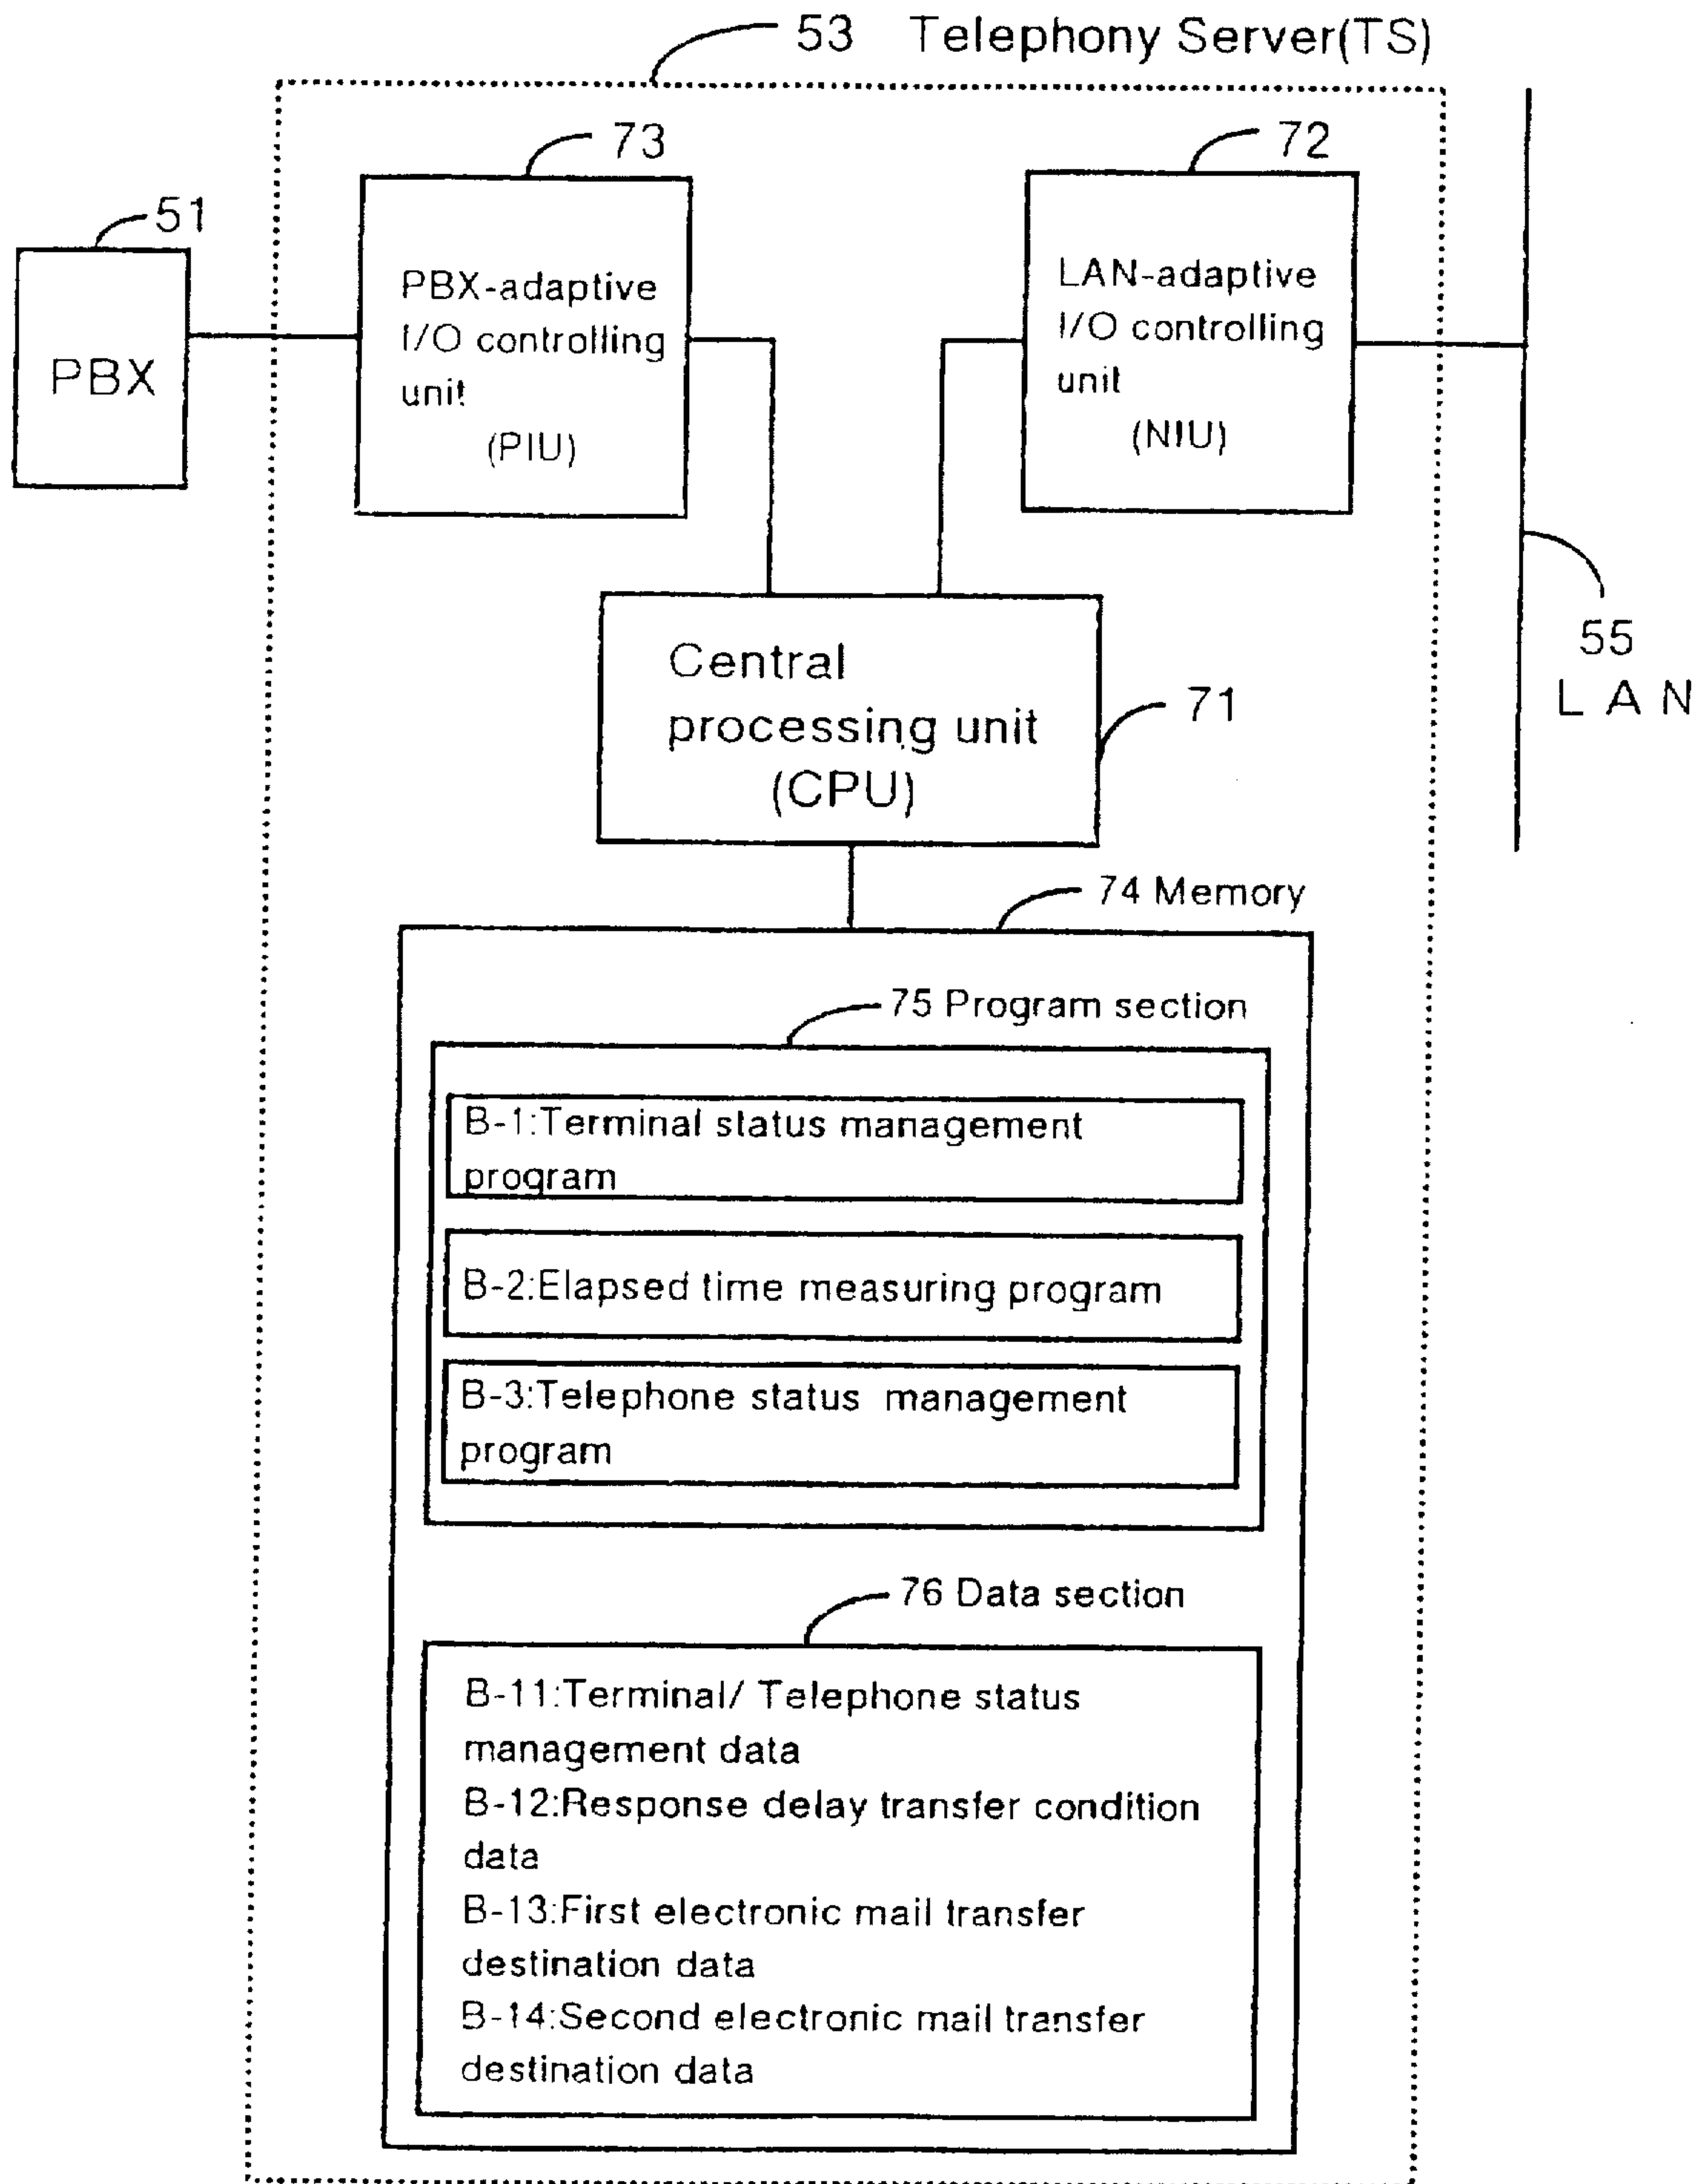 53 Telephony Server(TS)
73
72
51
PBX
PBX-adaptive
I/O controlling
unit
(PIU)
LAN-adaptive
I/O controlling
unit
(NIU)
55
LAN
Central
processing unit
(CPU)
71
74 Memory
75 Program section
B-1:Terminal status management
program
B-2:Elapsed time measuring program
B-3:Telephone status management
program
76 Data section
B-11:Terminal/ Telephone status
management data
B-12:Response delay transfer condition
data
B-13:First electronic mail transfer
destination data
B-14:Second electronic mail transfer
destination data